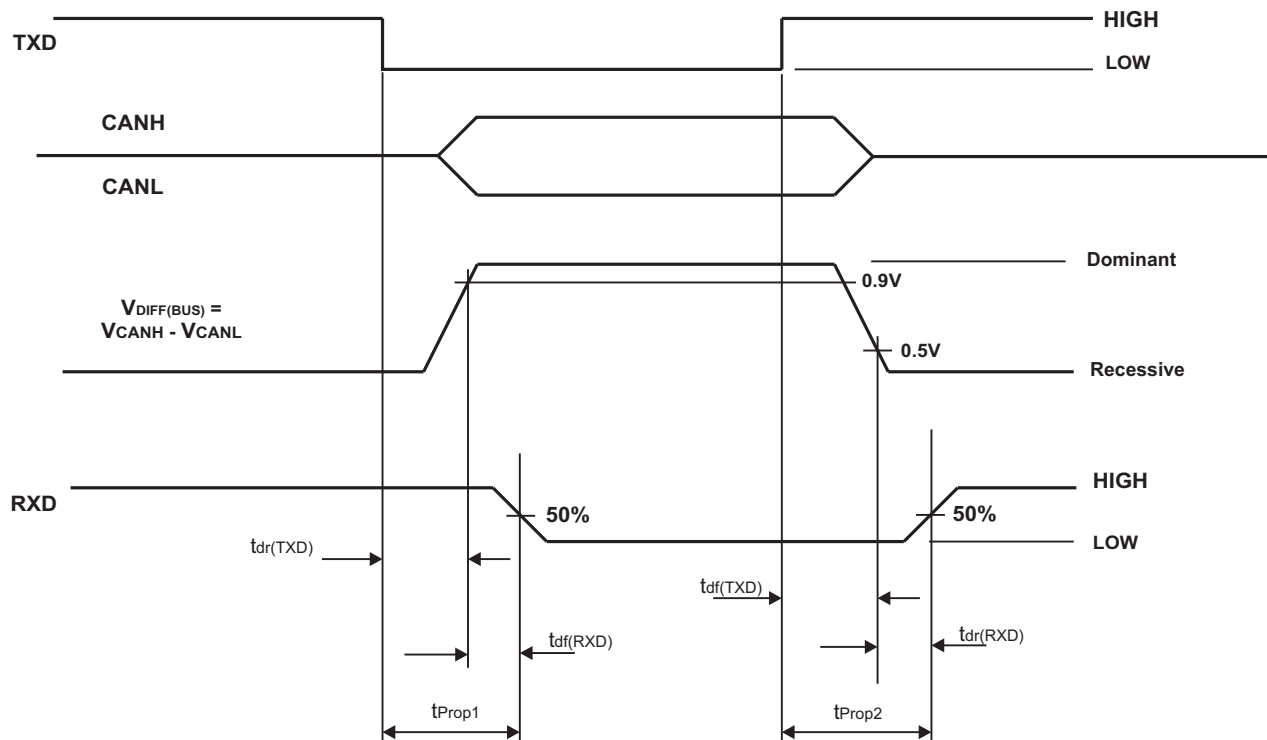 TXD
HIGH
LOW
CANH
CANL
Dominant
0.9V
VDIFF(BUS) =
VCANH - VCANL
0.5V
Recessive
RXD
HIGH
50%
50%
LOW
tdr(TXD)
tdf(TXD)
tdf(RXD)
tdr(RXD)
tProp1
tProp2